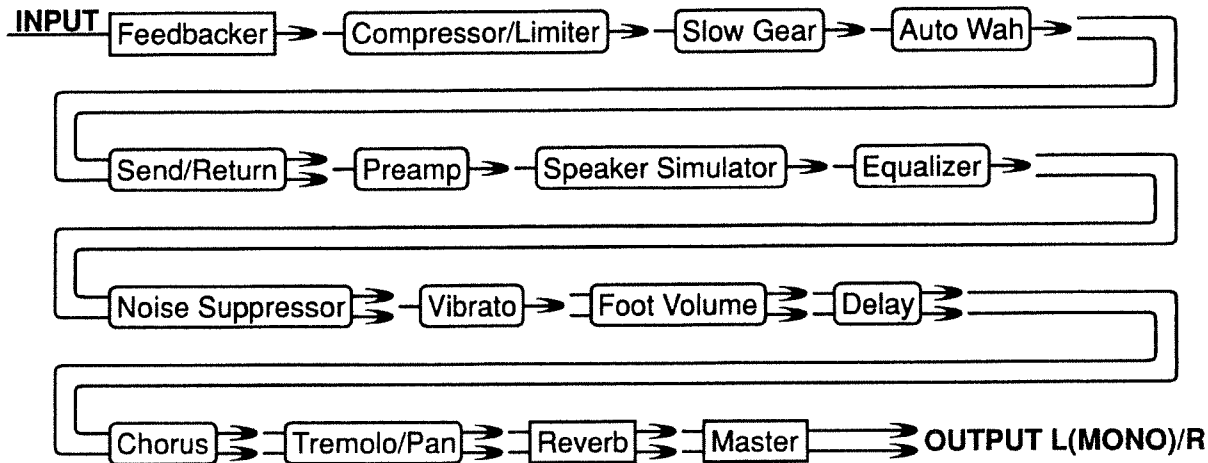 INPUT Feedbacker Compressor/Limiter Slow Gear Auto Wah
Send/Return Preamp Speaker Simulator Equalizer
Noise Suppressor Vibrato Foot Volume Delay
Chorus Tremolo/Pan Reverb Master OUTPUT L(MONO)/R